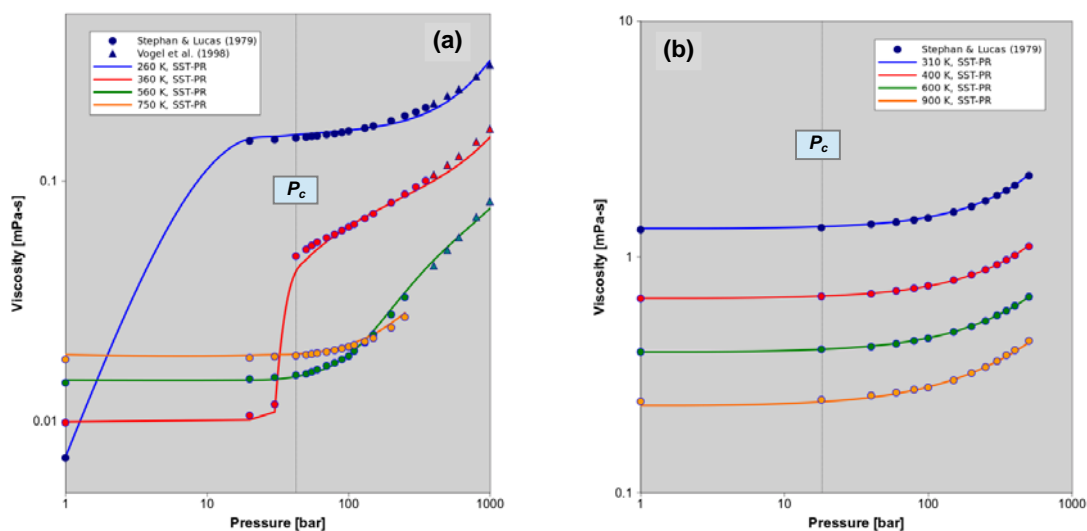 (a)
Stephan & Lucas (1979)
Vogel et al. (1998)
260 K, SST-PR
360 K, SST-PR
560 K, SST-PR
750 K, SST-PR
Pc
0.1
0.01
Viscosity [mPa-s]
1
10
100
1000
Pressure [bar]
(b)
Stephan & Lucas (1979)
310 K, SST-PR
400 K, SST-PR
600 K, SST-PR
900 K, SST-PR
Pc
10
1
0.1
Viscosity [mPa-s]
1
10
100
1000
Pressure [bar]